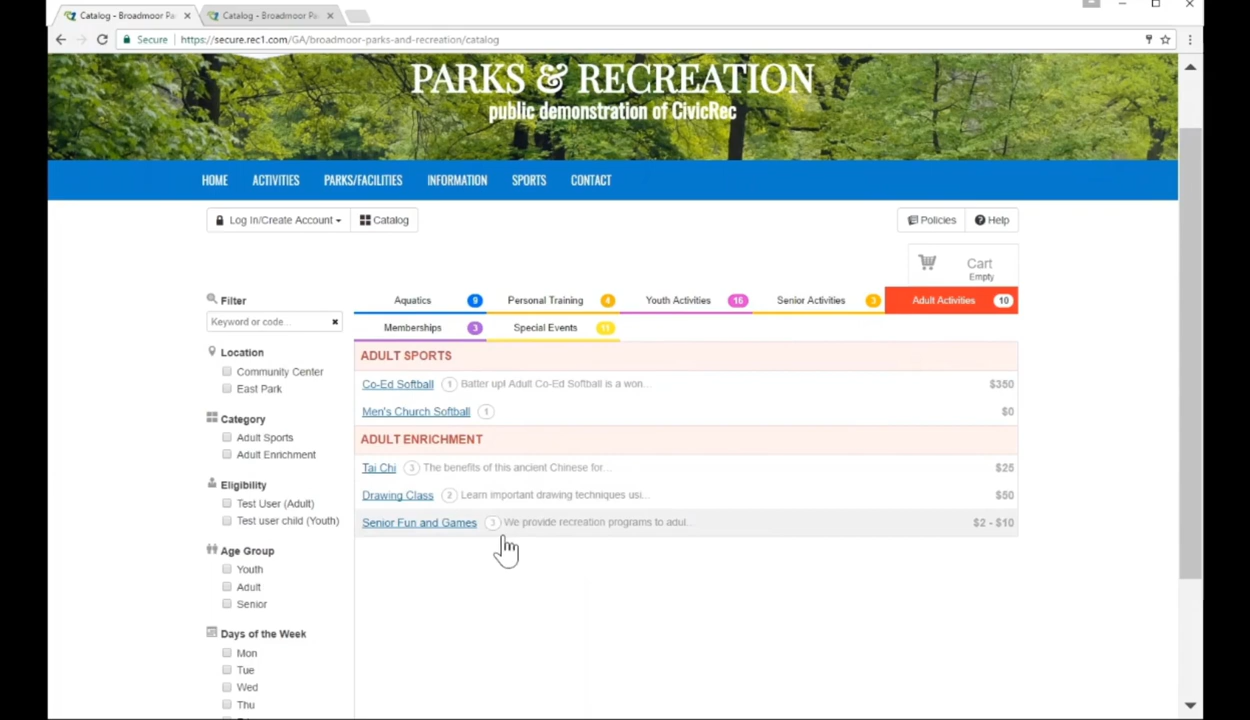 Catalog - Broadmoor Pa
Catalog - Broadmoor Pa
Secure | https://secure.rec1.com/GA/broadmoor-parks-and-recreation/catalog
PARKS & RECREATION
public demonstration of CivicRec
HOME ACTIVITIES PARKS/FACILITIES INFORMATION SPORTS CONTACT
Log In/Create Account Catalog Policies Help
Cart
Empty
Filter
Keyword or code...
Aquatics 9 Personal Training 4 Youth Activities 16 Senior Activities 3 Adult Activities 10
Memberships 3 Special Events 11
Location
Community Center
East Park
Category
Adult Sports
Adult Enrichment
Eligibility
Test User (Adult)
Test user child (Youth)
Age Group
Youth
Adult
Senior
Days of the Week
Mon
Tue
Wed
Thu
ADULT SPORTS
Co-Ed Softball 1 Batter up! Adult Co-Ed Softball is a won... $350
Men's Church Softball 1 $0
ADULT ENRICHMENT
Tai Chi 3 The benefits of this ancient Chinese for... $25
Drawing Class 2 Learn important drawing techniques usi... $50
Senior Fun and Games 3 We provide recreation programs to adul... $2 - $10